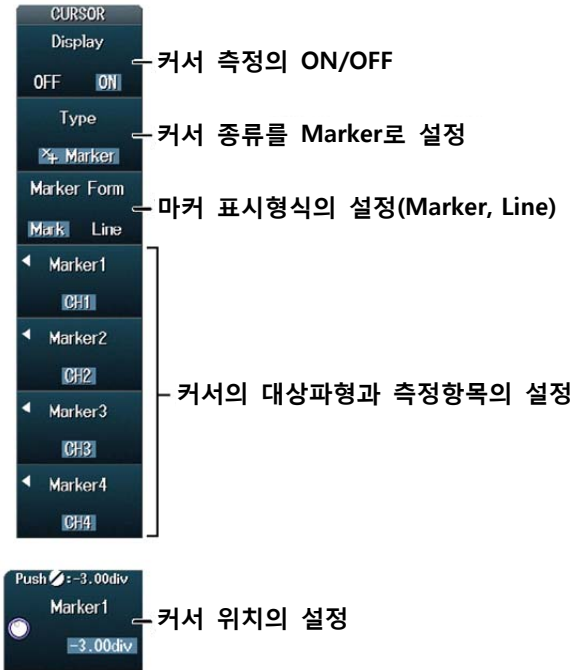 CURSOR
Display
OFF ON
커서 측정의 ON/OFF
Type
Marker
커서 종류를 Marker로 설정
Marker Form
Mark Line
마커 표시형식의 설정(Marker, Line)
Marker1
CH1
Marker2
CH2
Marker3
CH3
Marker4
CH4
커서의 대상파형과 측정항목의 설정
Push :-3.00div
Marker1
-3.00div
커서 위치의 설정